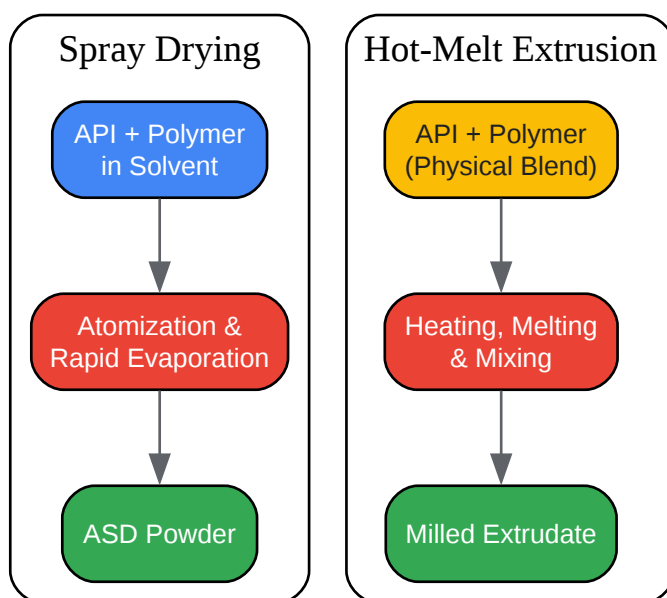 Spray Drying
API + Polymer
in Solvent
Atomization &
Rapid Evaporation
ASD Powder
Hot-Melt Extrusion
API + Polymer
(Physical Blend)
Heating, Melting
& Mixing
Milled Extrudate